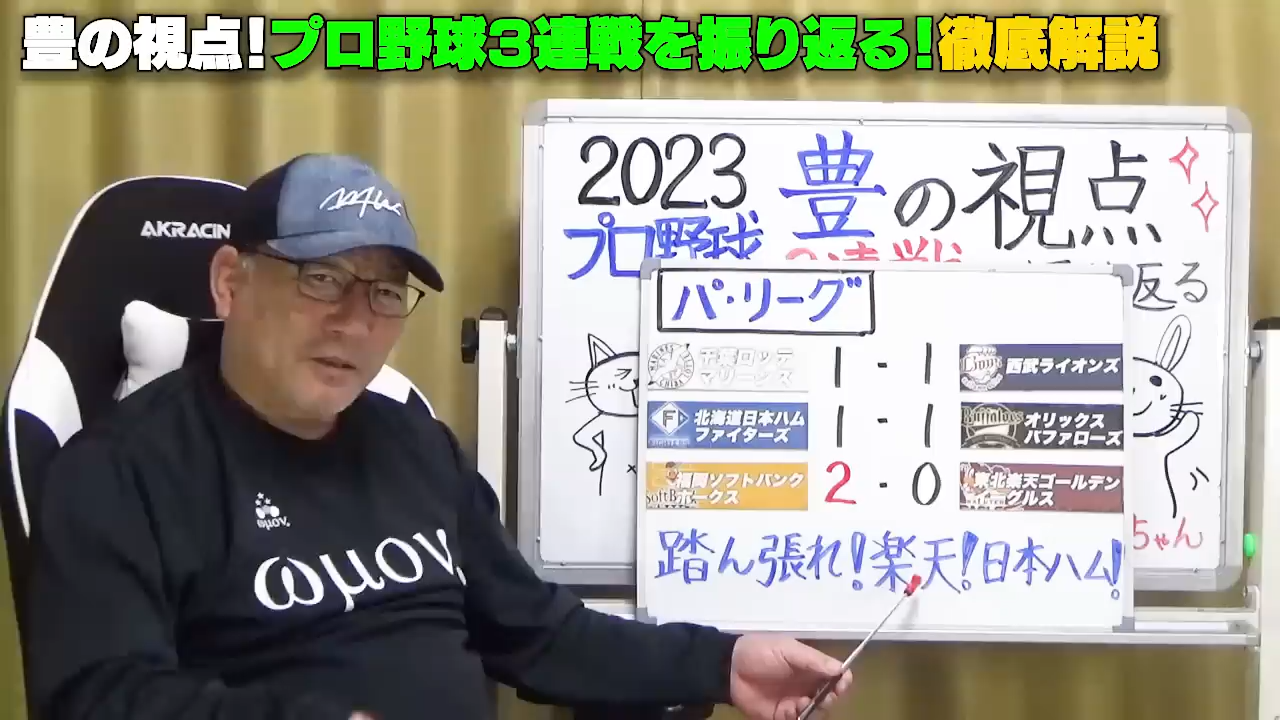 豊の視点!プロ野球3連戦を振り返る!徹底解説
AKRACIN
2023 豊の視点
プロ野球
返る
パ・リーグ
千葉ロッテマリーンズ 1 - 1 西武ライオンズ
北海道日本ハムファイターズ 1 - 1 オリックスバファローズ
福岡ソフトバンクホークス 2 - 0 東北楽天ゴールデン
踏ん張れ!楽天!日本ハム!
ちゃん
ωμον
ωμον